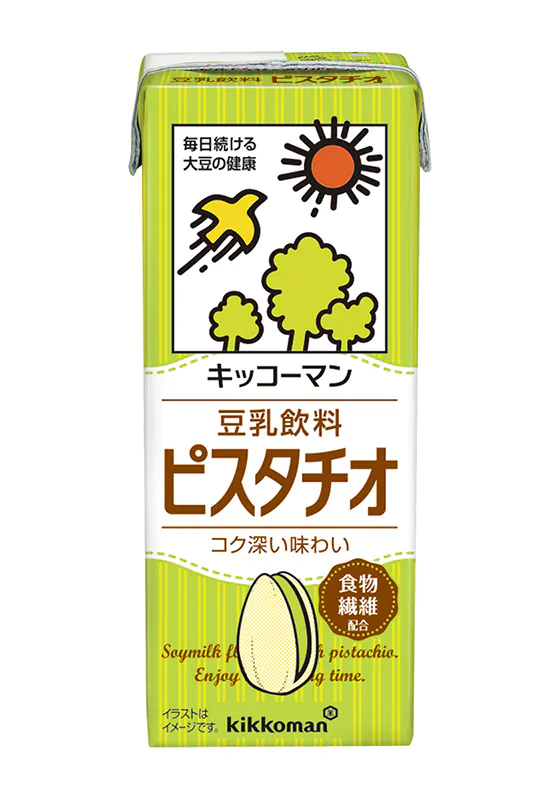 豆乳飲料 ピスタチオ
毎日続ける
大豆の健康
キッコーマン
豆乳飲料
ピスタチオ
コク深い味わい
食物
繊維
配合
Soymilk fl h pistachio.
Enjoy g time.
イラストは
イメージです。
kikkoman